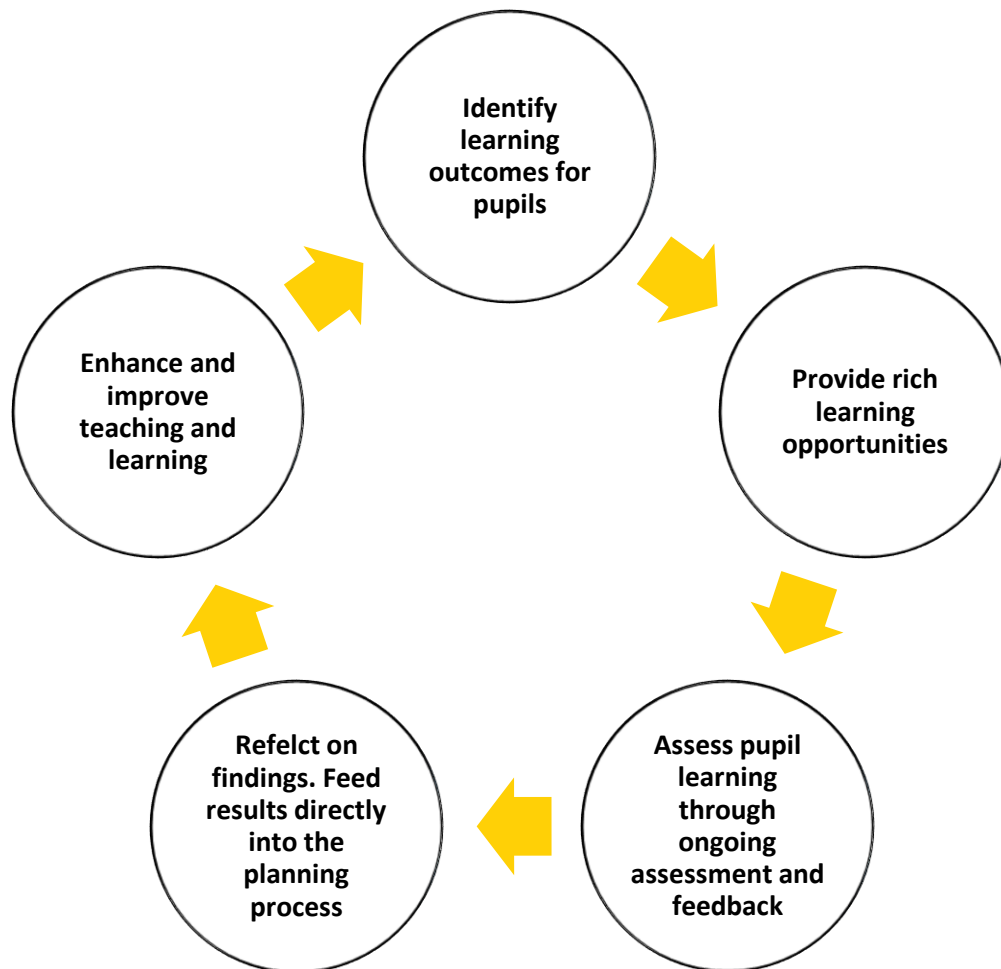 Identify
learning
outcomes for
pupils
Provide rich
learning
opportunities
Assess pupil
learning
through
ongoing
assessment and
feedback
Refelct on
findings. Feed
results directly
into the
planning
process
Enhance and
improve
teaching and
learning